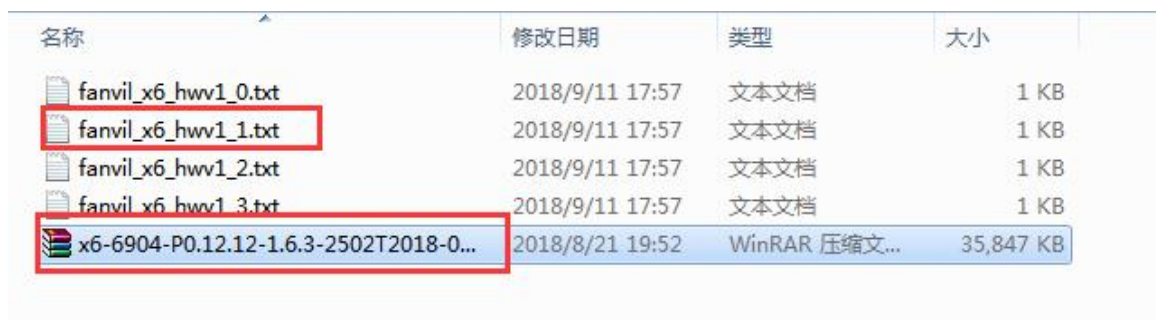 名称 修改日期 类型 大小
fanvil_x6_hwv1_0.txt 2018/9/11 17:57 文本文档 1 KB
fanvil_x6_hwv1_1.txt 2018/9/11 17:57 文本文档 1 KB
fanvil_x6_hwv1_2.txt 2018/9/11 17:57 文本文档 1 KB
fanvil_x6_hwv1_3.txt 2018/9/11 17:57 文本文档 1 KB
x6-6904-P0.12.12-1.6.3-2502T2018-0... 2018/8/21 19:52 WinRAR 压缩文... 35,847 KB